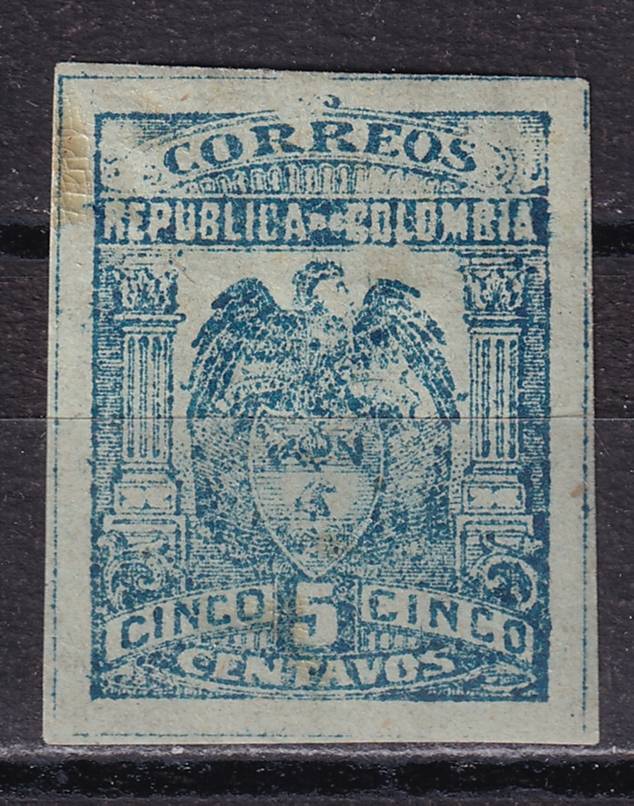 CORREOS
REPUBLICA DE COLOMBIA
CINCO 5 CINCO
CENTAVOS